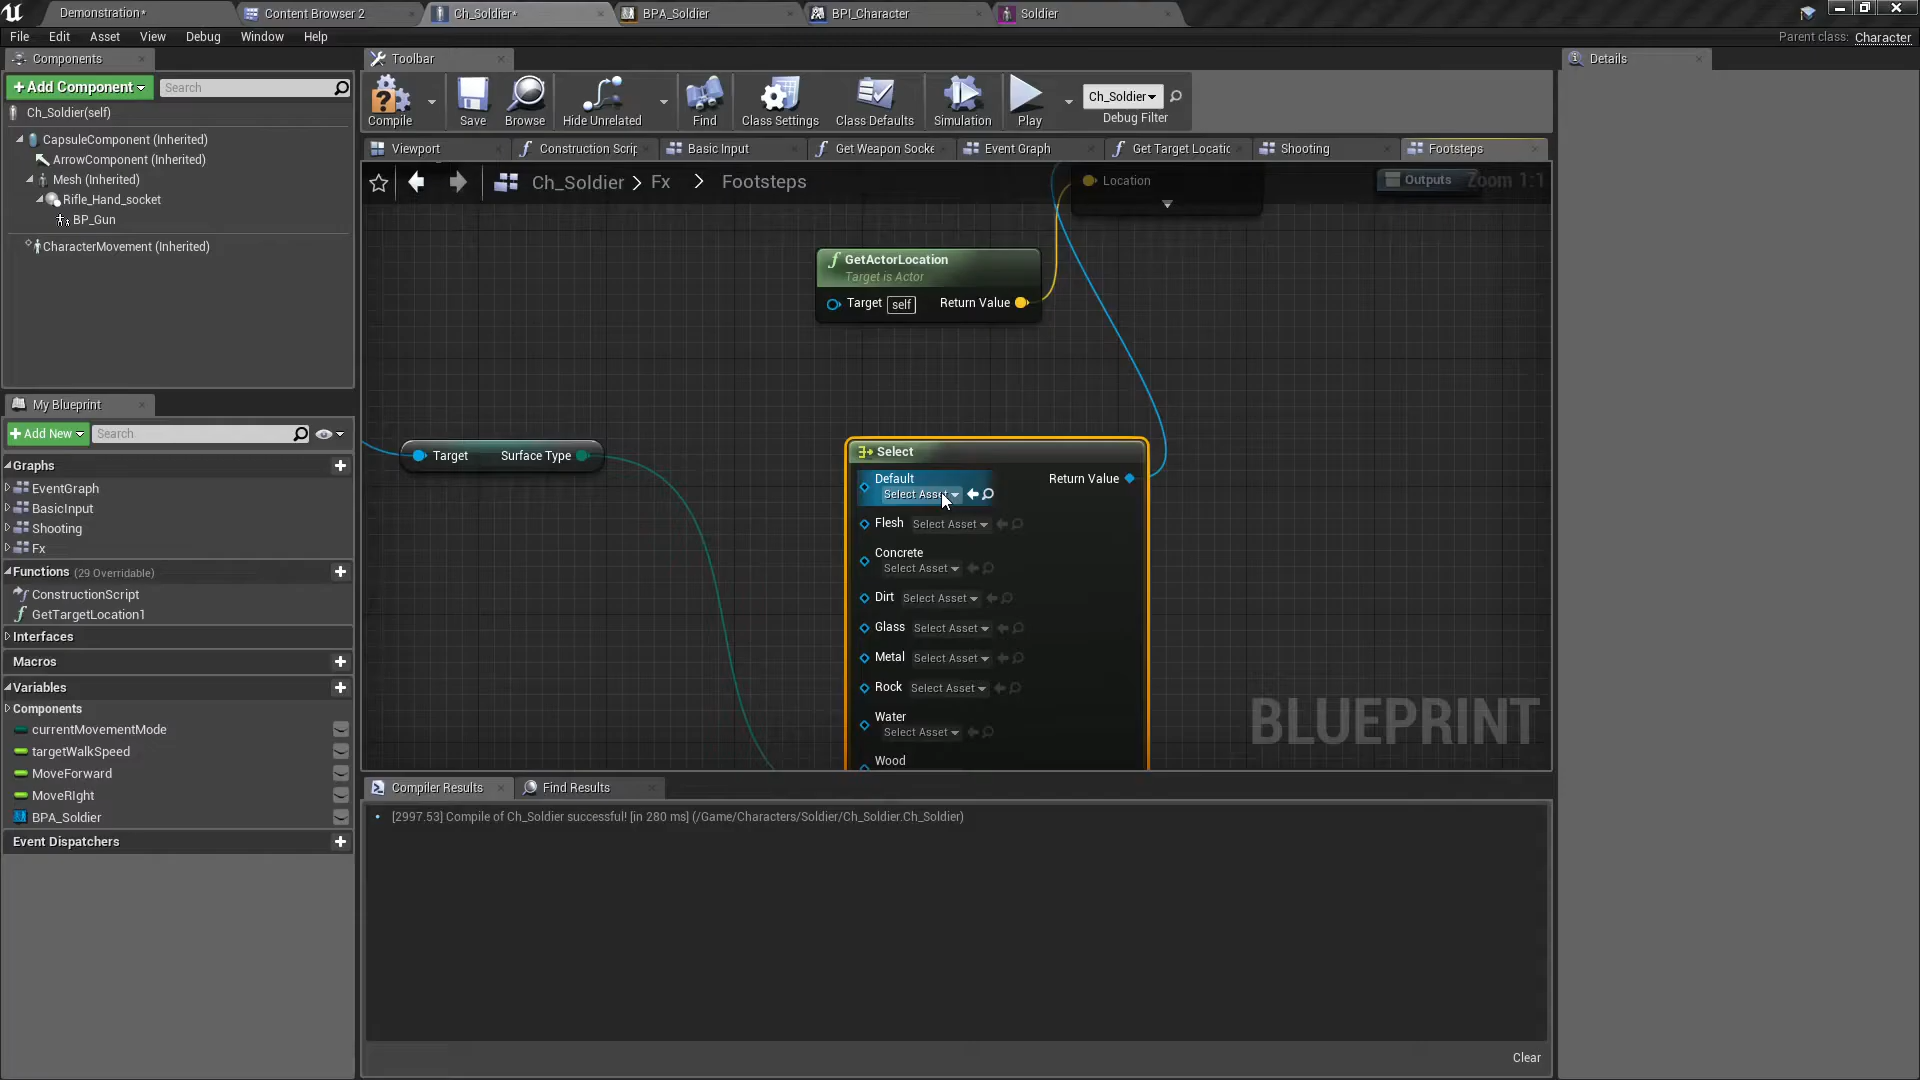 Demonstration*
Content Browser 2
Ch_Soldier*
BPA_Soldier
BPI_Character
Soldier
File Edit Asset View Debug Window Help
Parent class: Character
Components
Toolbar
Details
+ Add Component
Search
Compile
Save
Browse
Hide Unrelated
Find
Class Settings
Class Defaults
Simulation
Play
Ch_Soldier
Debug Filter
Ch_Soldier(self)
CapsuleComponent (Inherited)
ArrowComponent (Inherited)
Mesh (Inherited)
Rifle_Hand_socket
BP_Gun
CharacterMovement (Inherited)
Viewport
Construction Scrip
Basic Input
Get Weapon Socke
Event Graph
Get Target Locatic
Shooting
Footsteps
Ch_Soldier > Fx > Footsteps
Location
Outputs
Zoom 1:1
GetActorLocation
Target is Actor
Target self Return Value
Target Surface Type
Select
Default Return Value
Select Asset
Flesh Select Asset
Concrete
Select Asset
Dirt Select Asset
Glass Select Asset
Metal Select Asset
Rock Select Asset
Water
Select Asset
Wood
BLUEPRINT
My Blueprint
+ Add New
Search
Graphs
EventGraph
BasicInput
Shooting
Fx
Functions (29 Overridable)
ConstructionScript
GetTargetLocation1
Interfaces
Macros
Variables
Components
currentMovementMode
targetWalkSpeed
MoveForward
MoveRIght
BPA_Soldier
Event Dispatchers
Compiler Results
Find Results
[2997.53] Compile of Ch_Soldier successful! [in 280 ms] (/Game/Characters/Soldier/Ch_Soldier.Ch_Soldier)
Clear